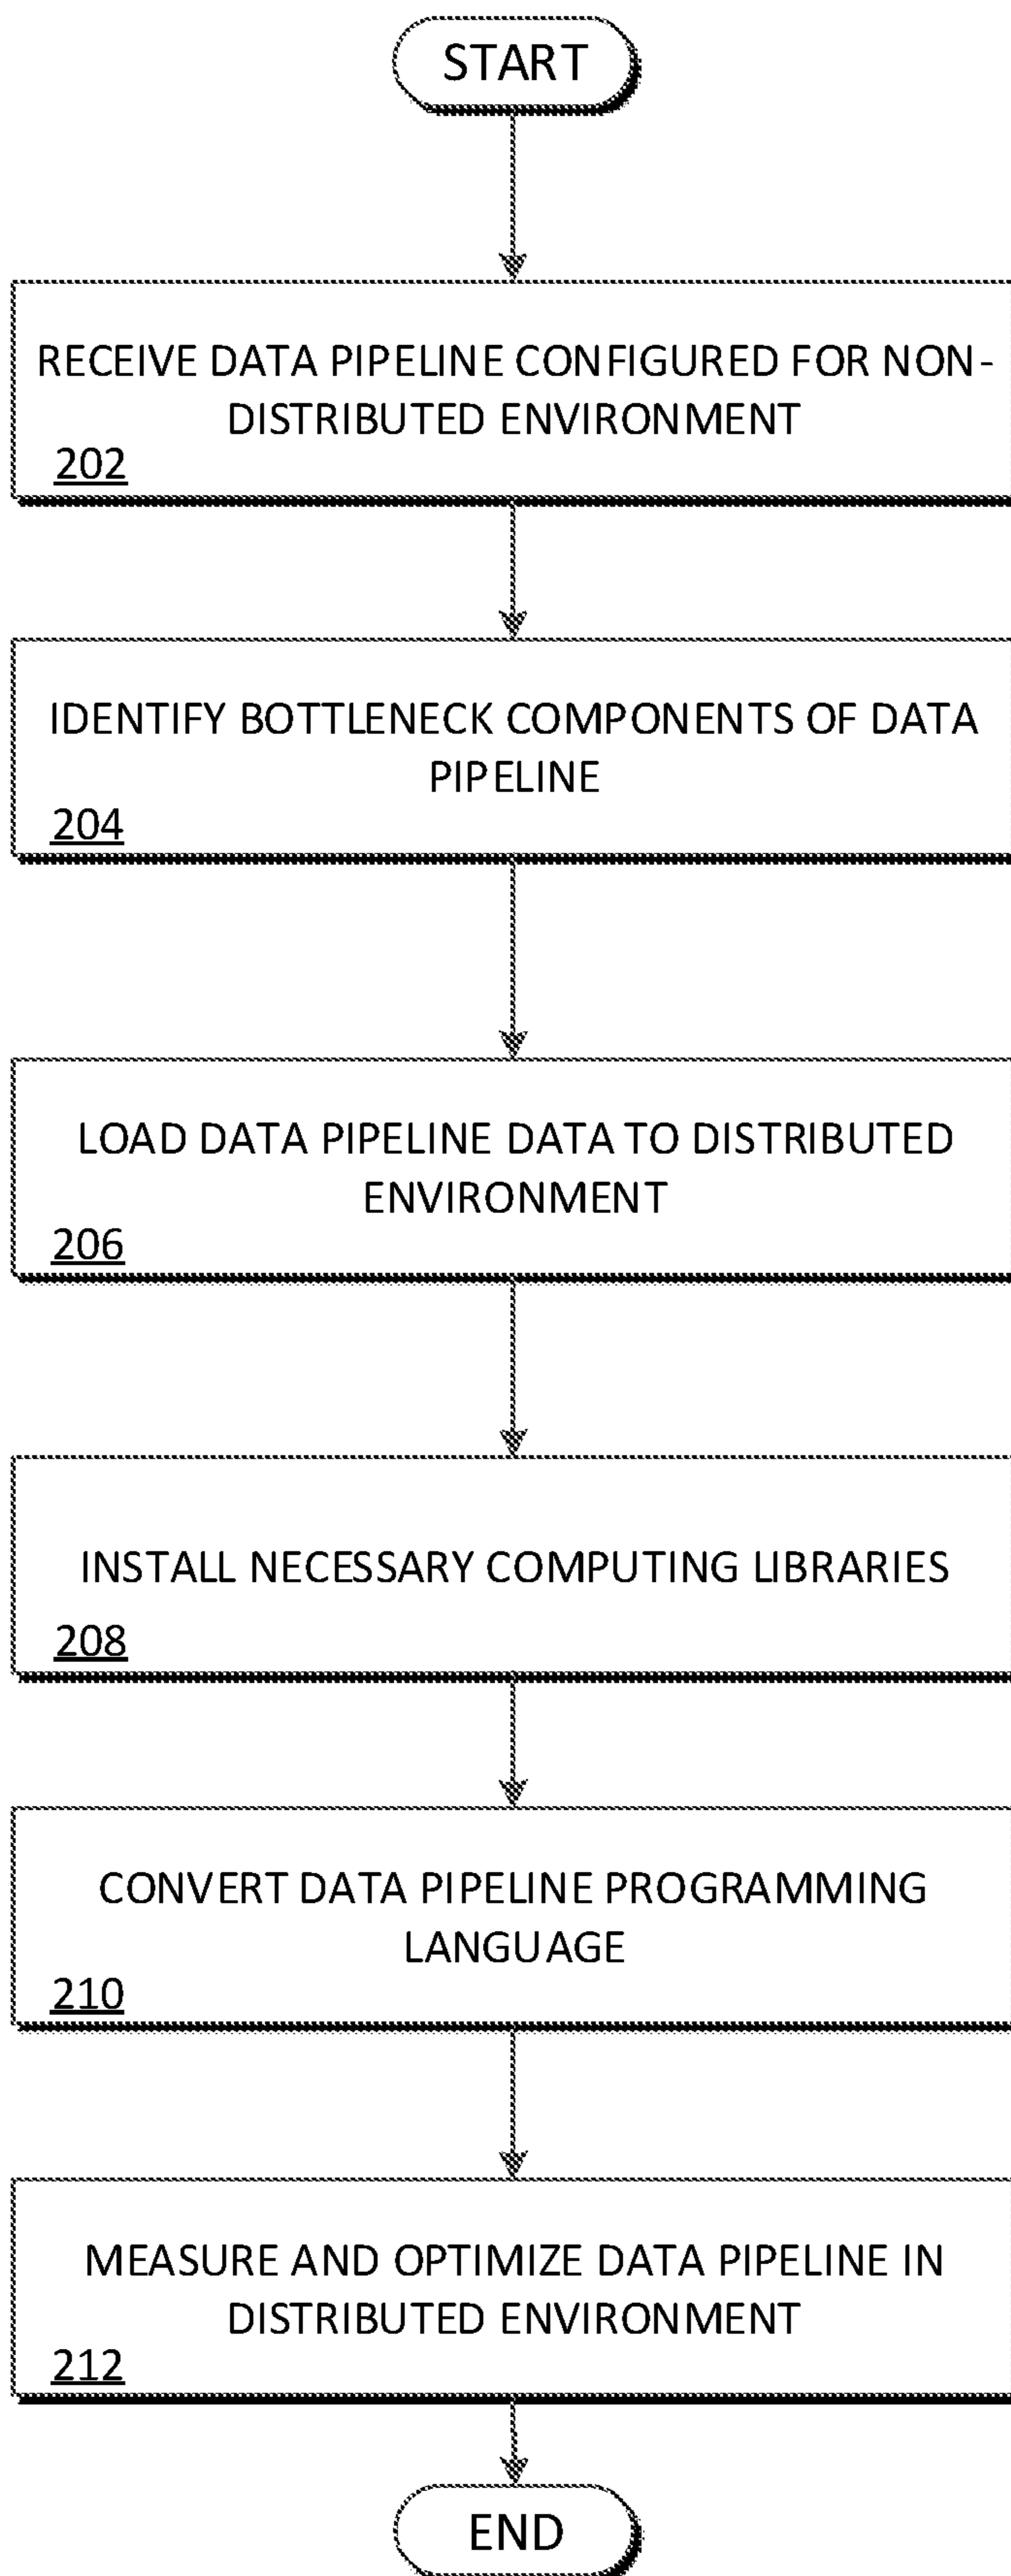 START
RECEIVE DATA PIPELINE CONFIGURED FOR NON-
DISTRIBUTED ENVIRONMENT
202
IDENTIFY BOTTLENECK COMPONENTS OF DATA
PIPELINE
204
LOAD DATA PIPELINE DATA TO DISTRIBUTED
ENVIRONMENT
206
INSTALL NECESSARY COMPUTING LIBRARIES
208
CONVERT DATA PIPELINE PROGRAMMING
LANGUAGE
210
MEASURE AND OPTIMIZE DATA PIPELINE IN
DISTRIBUTED ENVIRONMENT
212
END